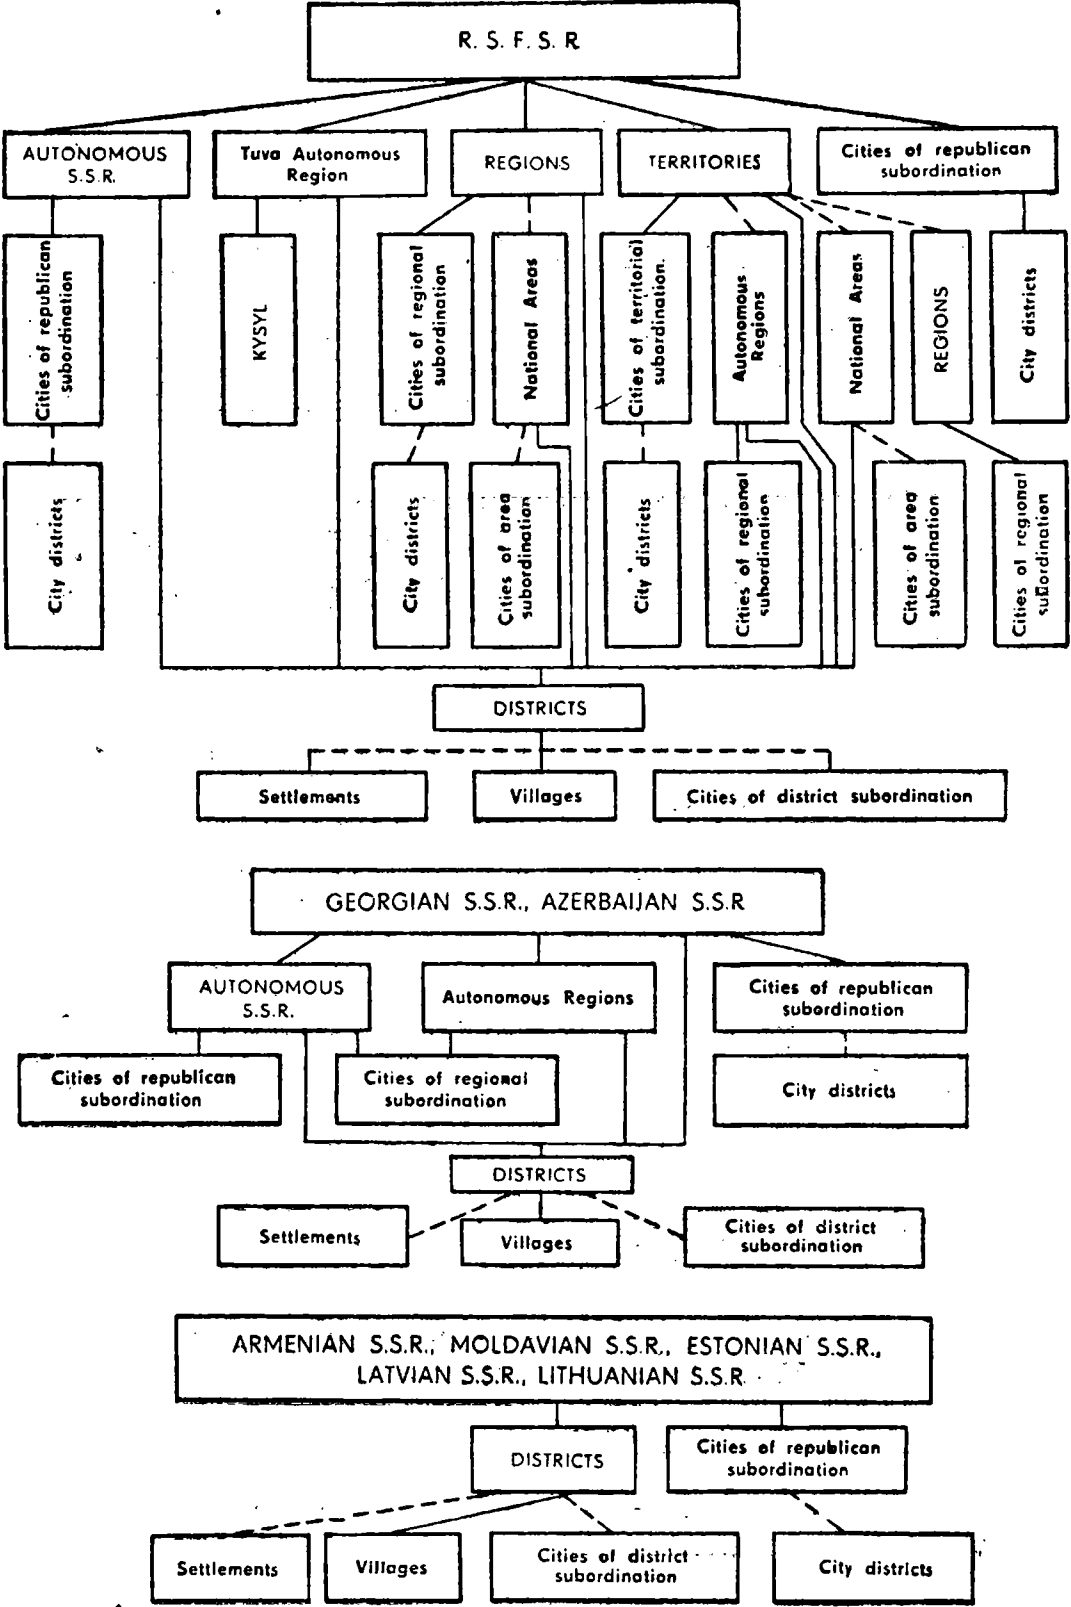 R. S. F. S. R
AUTONOMOUS
S.S.R.
Tuva Autonomous
Region
REGIONS
TERRITORIES
Cities of republican
subordination
Cities of republican
subordination
KYSYL
Cities of regional
subordination
National Areas
Cities of territorial
subordination.
Autonomous
Regions
National Areas
REGIONS
City districts
City districts
City districts
Cities of area
subordination
City districts
Cities of regional
subordination
Cities of area
subordination
Cities of regional
subordination
DISTRICTS
Settlements
Villages
Cities of district subordination
GEORGIAN S.S.R., AZERBAIJAN S.S.R
AUTONOMOUS
S.S.R.
Autonomous Regions
Cities of republican
subordination
Cities of republican
subordination
Cities of regional
subordination
City districts
DISTRICTS
Settlements
Villages
Cities of district
subordination
ARMENIAN S.S.R., MOLDAVIAN S.S.R., ESTONIAN S.S.R.,
LATVIAN S.S.R., LITHUANIAN S.S.R.
DISTRICTS
Cities of republican
subordination
Settlements
Villages
Cities of district
subordination
City districts